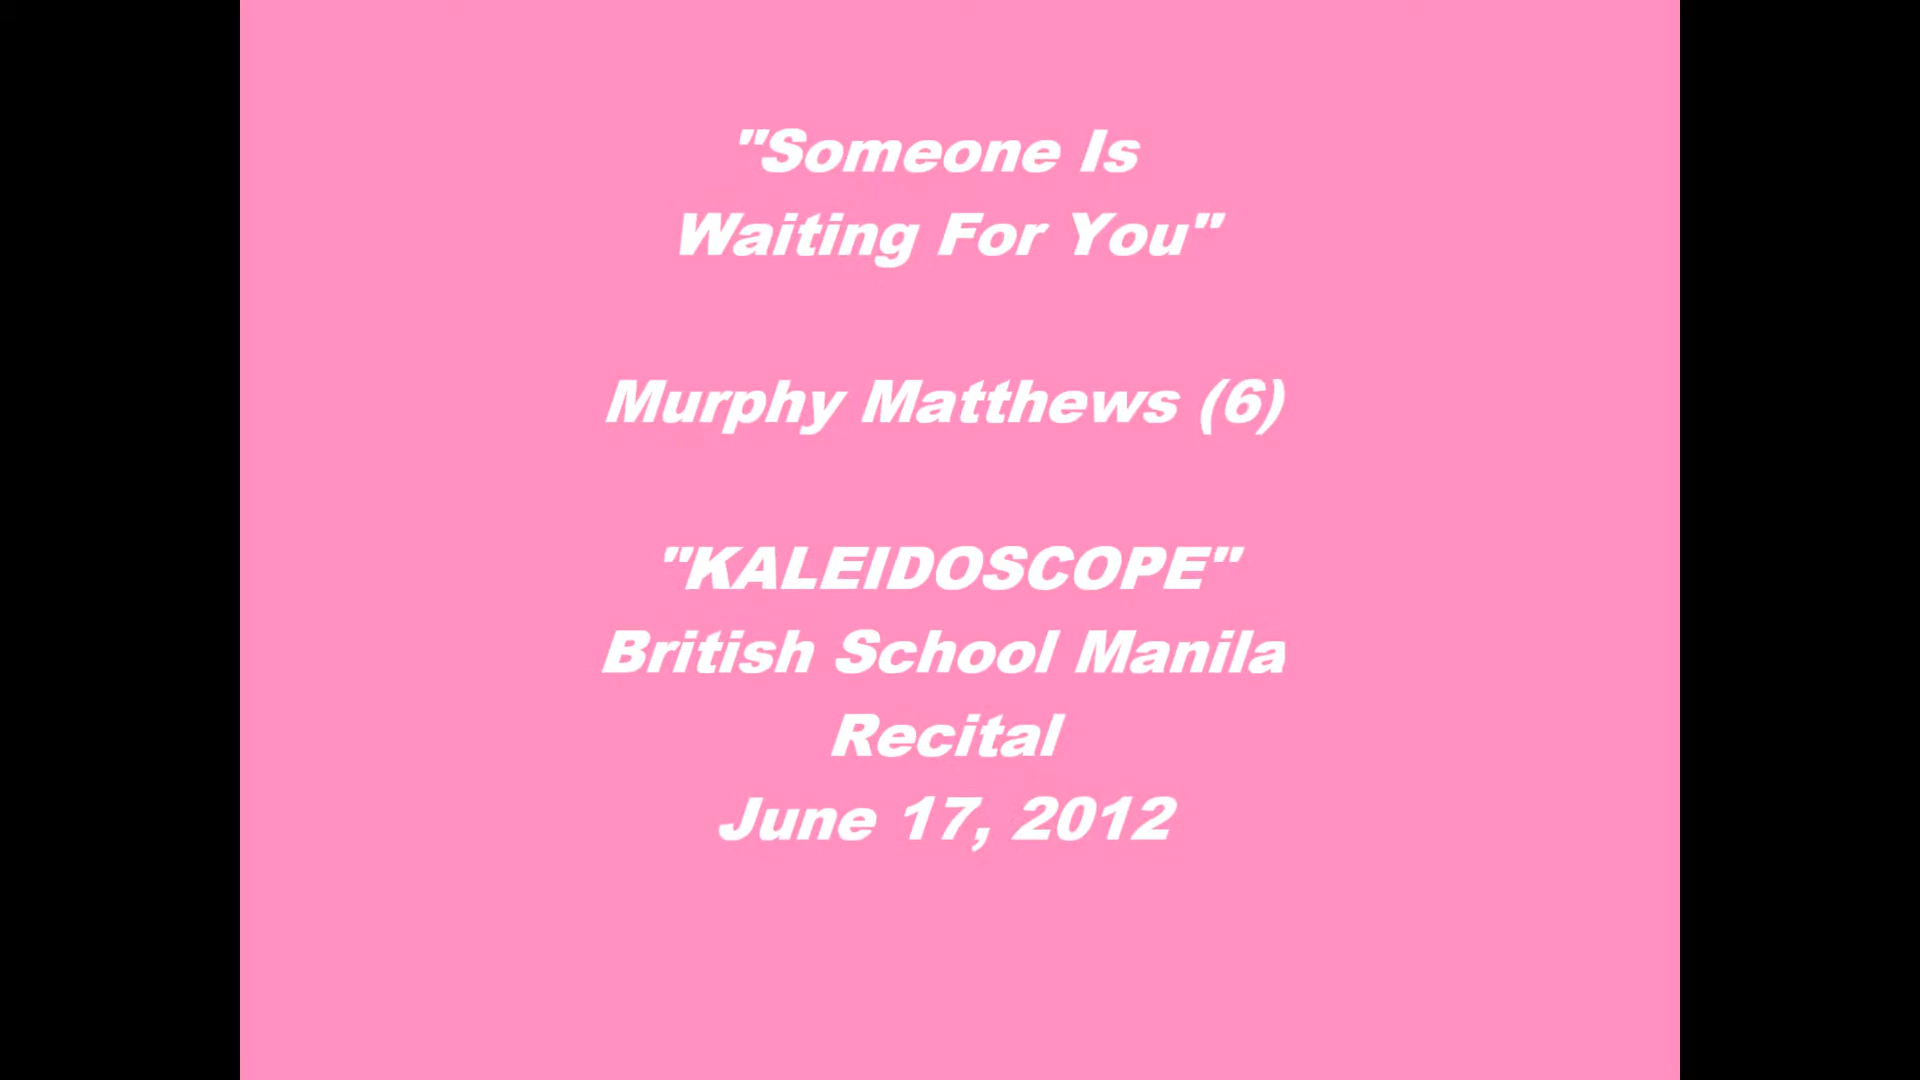 "Someone Is
Waiting For You"
Murphy Matthews (6)
"KALEIDOSCOPE"
British School Manila
Recital
June 17, 2012